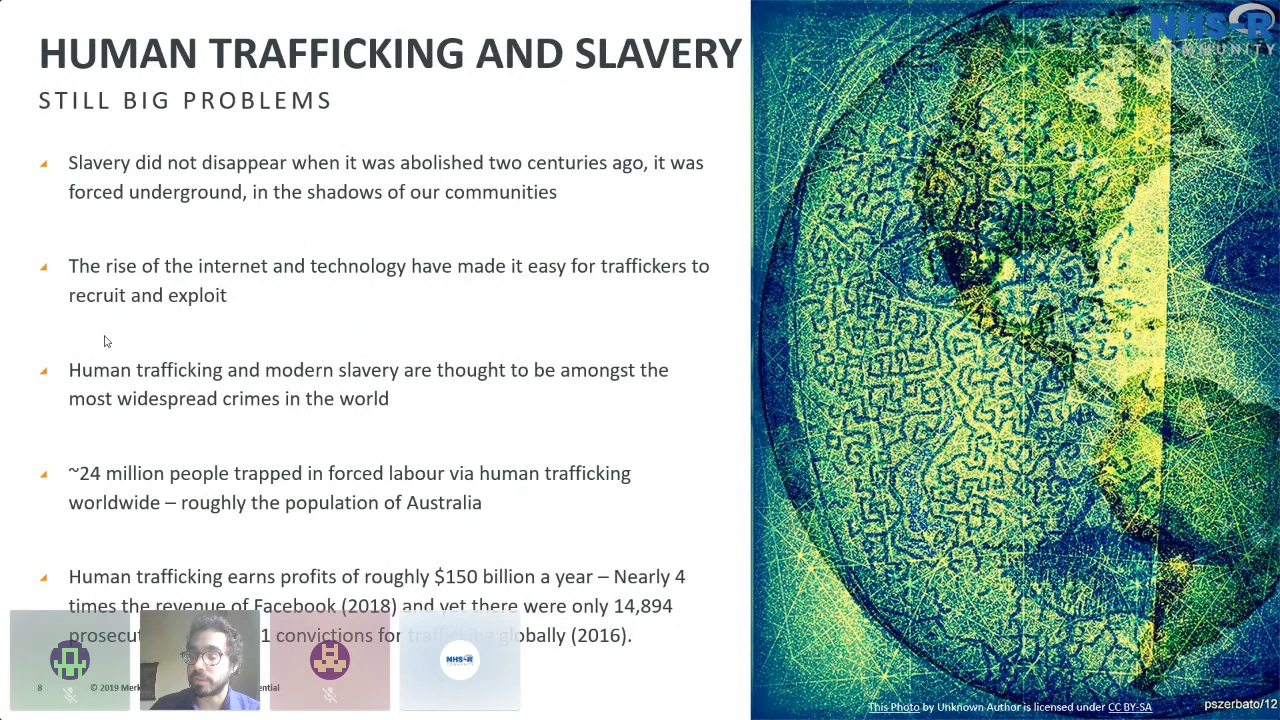 HUMAN TRAFFICKING AND SLAVERY
STILL BIG PROBLEMS
Slavery did not disappear when it was abolished two centuries ago, it was
forced underground, in the shadows of our communities
The rise of the internet and technology have made it easy for traffickers to
recruit and exploit
Human trafficking and modern slavery are thought to be amongst the
most widespread crimes in the world
~24 million people trapped in forced labour via human trafficking
worldwide – roughly the population of Australia
Human trafficking earns profits of roughly $150 billion a year – Nearly 4
times the revenue of Facebook (2018) and yet there were only 14,894
convictions for trafficking globally (2016).
8 © 2019
NHS-R
COMMUNITY
NHS-R
COMMUNITY
This Photo by Unknown Author is licensed under CC BY-SA
pszerbato/12